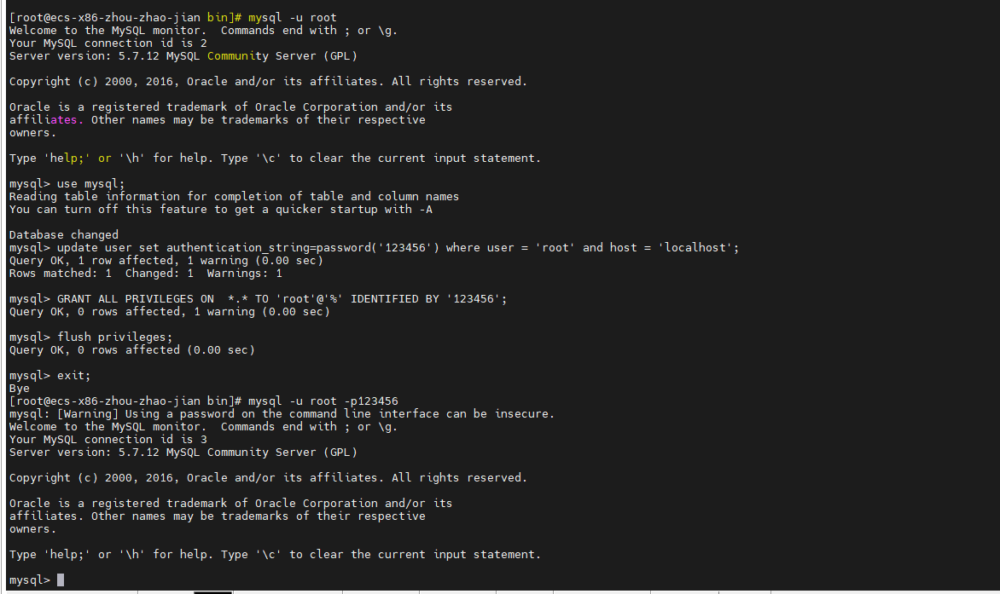 [root@ecs-x86-zhou-zhao-jian bin]# mysql -u root
Welcome to the MySQL monitor.  Commands end with ; or \g.
Your MySQL connection id is 2
Server version: 5.7.12 MySQL Community Server (GPL)
Copyright (c) 2000, 2016, Oracle and/or its affiliates. All rights reserved.
Oracle is a registered trademark of Oracle Corporation and/or its
affiliates. Other names may be trademarks of their respective
owners.
Type 'help;' or '\h' for help. Type '\c' to clear the current input statement.
mysql> use mysql;
Reading table information for completion of table and column names
You can turn off this feature to get a quicker startup with -A
Database changed
mysql> update user set authentication_string=password('123456') where user = 'root' and host = 'localhost';
Query OK, 1 row affected, 1 warning (0.00 sec)
Rows matched: 1  Changed: 1  Warnings: 1
mysql> GRANT ALL PRIVILEGES ON  *.* TO 'root'@'%' IDENTIFIED BY '123456';
Query OK, 0 rows affected, 1 warning (0.00 sec)
mysql> flush privileges;
Query OK, 0 rows affected (0.00 sec)
mysql> exit;
Bye
[root@ecs-x86-zhou-zhao-jian bin]# mysql -u root -p123456
mysql: [Warning] Using a password on the command line interface can be insecure.
Welcome to the MySQL monitor.  Commands end with ; or \g.
Your MySQL connection id is 3
Server version: 5.7.12 MySQL Community Server (GPL)
Copyright (c) 2000, 2016, Oracle and/or its affiliates. All rights reserved.
Oracle is a registered trademark of Oracle Corporation and/or its
affiliates. Other names may be trademarks of their respective
owners.
Type 'help;' or '\h' for help. Type '\c' to clear the current input statement.
mysql>